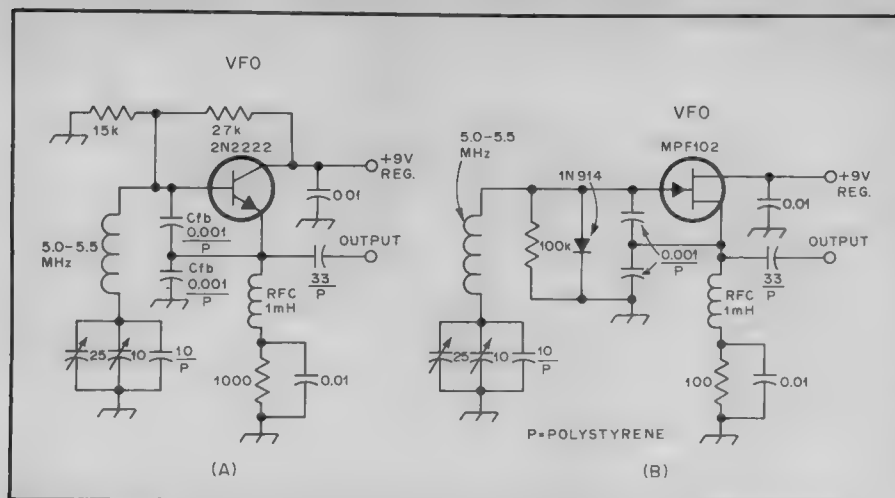 VFO
15k
27k
2N2222
+9V
REG.
0.01
Cfb
0.001
P
5.0-5.5
MHz
Cfb
0.001
P
OUTPUT
33
P
RFC
1mH
25
10
10
P
1000
0.01
(A)
VFO
5.0-5.5
MHz
MPF102
1N914
+9V
REG.
0.01
100k
0.001
P
OUTPUT
33
P
RFC
1mH
25
10
10
P
100
0.01
P=POLYSTYRENE
(B)